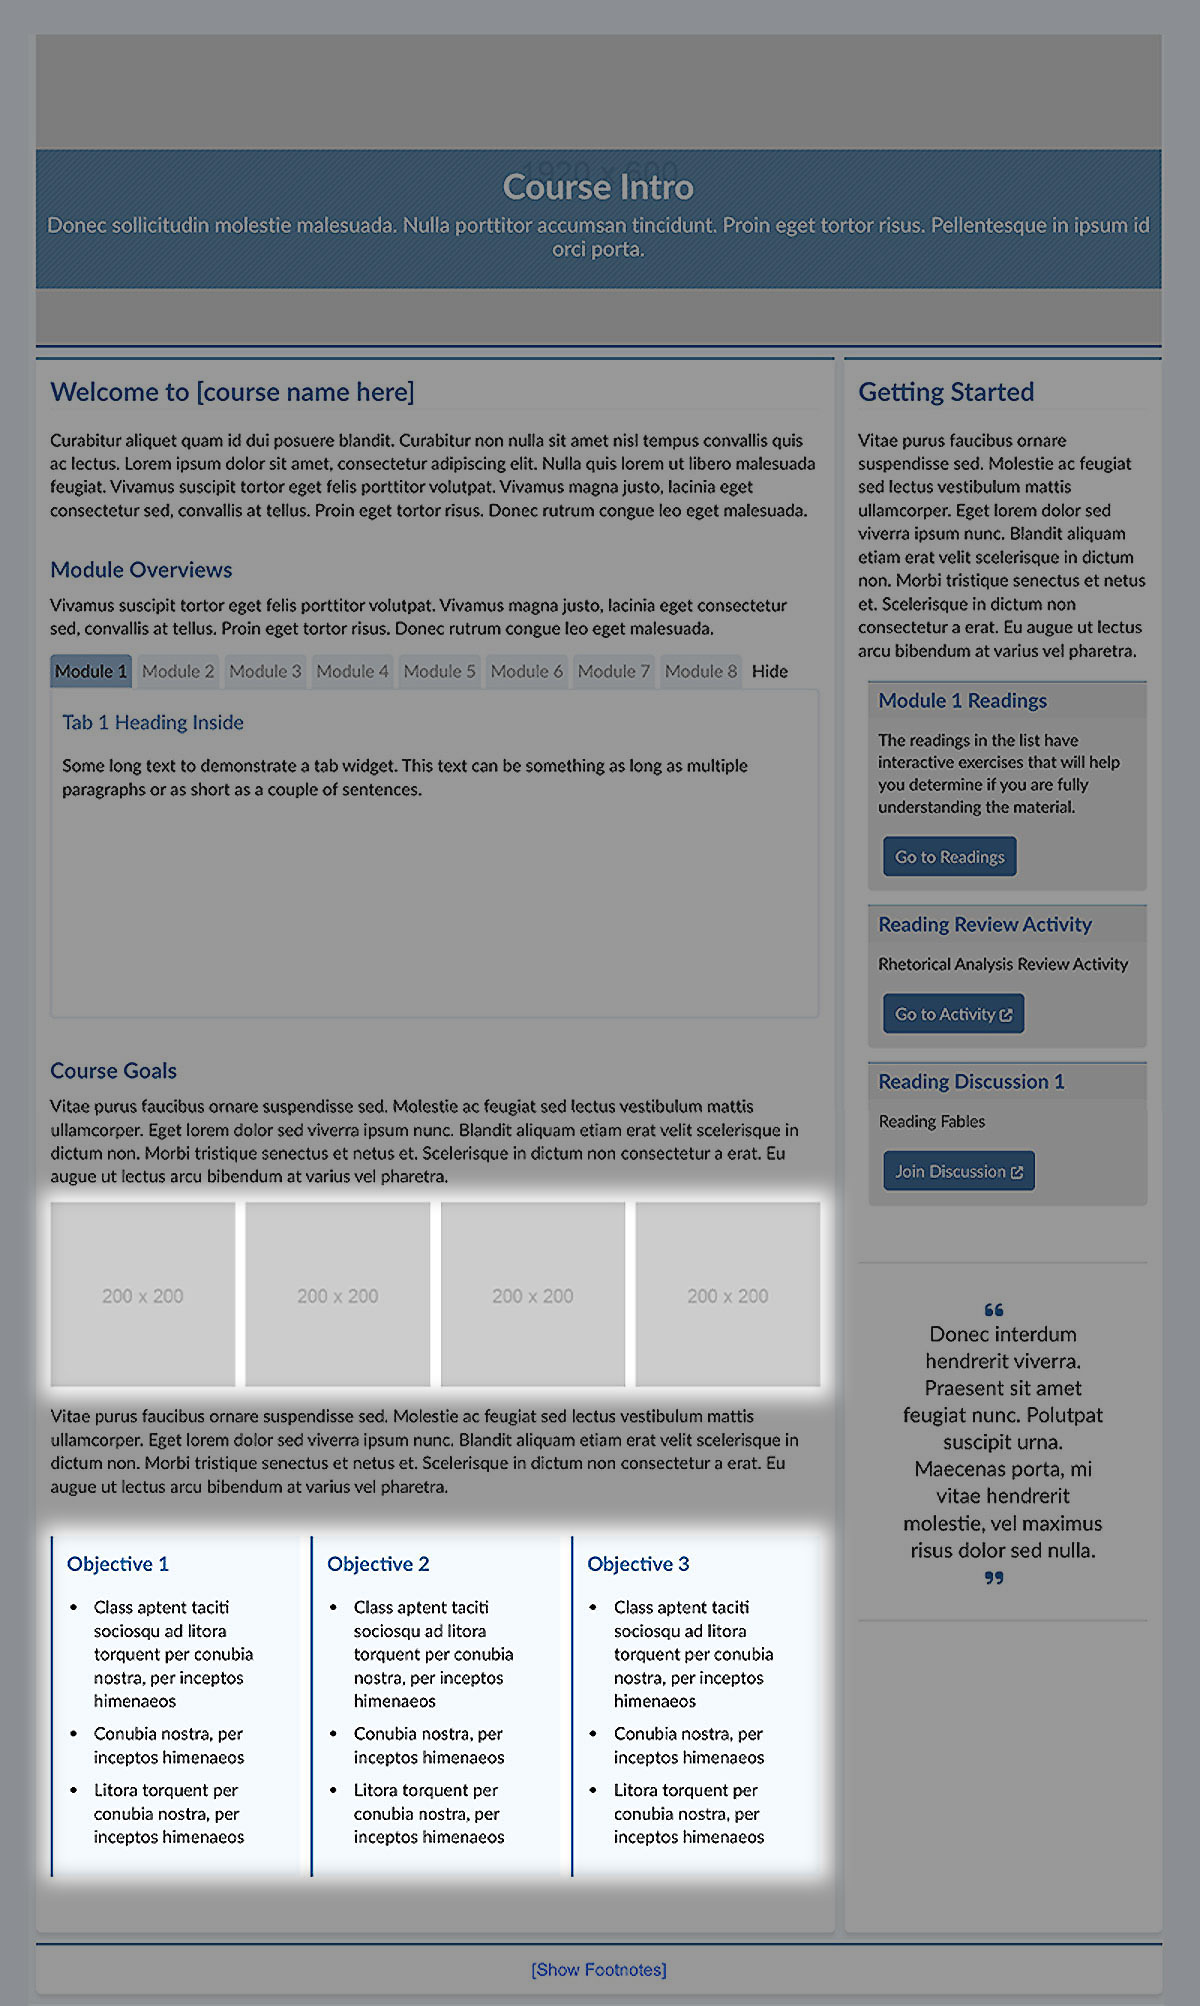 1920 x 600
Course Intro
Donec sollicitudin molestie malesuada. Nulla porttitor accumsan tincidunt. Proin eget tortor risus. Pellentesque in ipsum id
orci porta.
Welcome to [course name here]
Curabitur aliquet quam id dui posuere blandit. Curabitur non nulla sit amet nisl tempus convallis quis
ac lectus. Lorem ipsum dolor sit amet, consectetur adipiscing elit. Nulla quis lorem ut libero malesuada
feugiat. Vivamus suscipit tortor eget felis porttitor volutpat. Vivamus magna justo, lacinia eget
consectetur sed, convallis at tellus. Proin eget tortor risus. Donec rutrum congue leo eget malesuada.
Module Overviews
Vivamus suscipit tortor eget felis porttitor volutpat. Vivamus magna justo, lacinia eget consectetur
sed, convallis at tellus. Proin eget tortor risus. Donec rutrum congue leo eget malesuada.
Module 1 Module 2 Module 3 Module 4 Module 5 Module 6 Module 7 Module 8 Hide
Tab 1 Heading Inside
Some long text to demonstrate a tab widget. This text can be something as long as multiple
paragraphs or as short as a couple of sentences.
Course Goals
Vitae purus faucibus ornare suspendisse sed. Molestie ac feugiat sed lectus vestibulum mattis
ullamcorper. Eget lorem dolor sed viverra ipsum nunc. Blandit aliquam etiam erat velit scelerisque in
dictum non. Morbi tristique senectus et netus et. Scelerisque in dictum non consectetur a erat. Eu
augue ut lectus arcu bibendum at varius vel pharetra.
200 x 200 200 x 200 200 x 200 200 x 200
Vitae purus faucibus ornare suspendisse sed. Molestie ac feugiat sed lectus vestibulum mattis
ullamcorper. Eget lorem dolor sed viverra ipsum nunc. Blandit aliquam etiam erat velit scelerisque in
dictum non. Morbi tristique senectus et netus et. Scelerisque in dictum non consectetur a erat. Eu
augue ut lectus arcu bibendum at varius vel pharetra.
Objective 1
• Class aptent taciti
sociosqu ad litora
torquent per conubia
nostra, per inceptos
himenaeos
• Conubia nostra, per
inceptos himenaeos
• Litora torquent per
conubia nostra, per
inceptos himenaeos
Objective 2
• Class aptent taciti
sociosqu ad litora
torquent per conubia
nostra, per inceptos
himenaeos
• Conubia nostra, per
inceptos himenaeos
• Litora torquent per
conubia nostra, per
inceptos himenaeos
Objective 3
• Class aptent taciti
sociosqu ad litora
torquent per conubia
nostra, per inceptos
himenaeos
• Conubia nostra, per
inceptos himenaeos
• Litora torquent per
conubia nostra, per
inceptos himenaeos
Getting Started
Vitae purus faucibus ornare
suspendisse sed. Molestie ac feugiat
sed lectus vestibulum mattis
ullamcorper. Eget lorem dolor sed
viverra ipsum nunc. Blandit aliquam
etiam erat velit scelerisque in dictum
non. Morbi tristique senectus et netus
et. Scelerisque in dictum non
consectetur a erat. Eu augue ut lectus
arcu bibendum at varius vel pharetra.
Module 1 Readings
The readings in the list have
interactive exercises that will help
you determine if you are fully
understanding the material.
Go to Readings
Reading Review Activity
Rhetorical Analysis Review Activity
Go to Activity
Reading Discussion 1
Reading Fables
Join Discussion
“
Donec interdum
hendrerit viverra.
Praesent sit amet
feugiat nunc. Polutpat
suscipit urna.
Maecenas porta, mi
vitae hendrerit
molestie, vel maximus
risus dolor sed nulla.
”
[Show Footnotes]